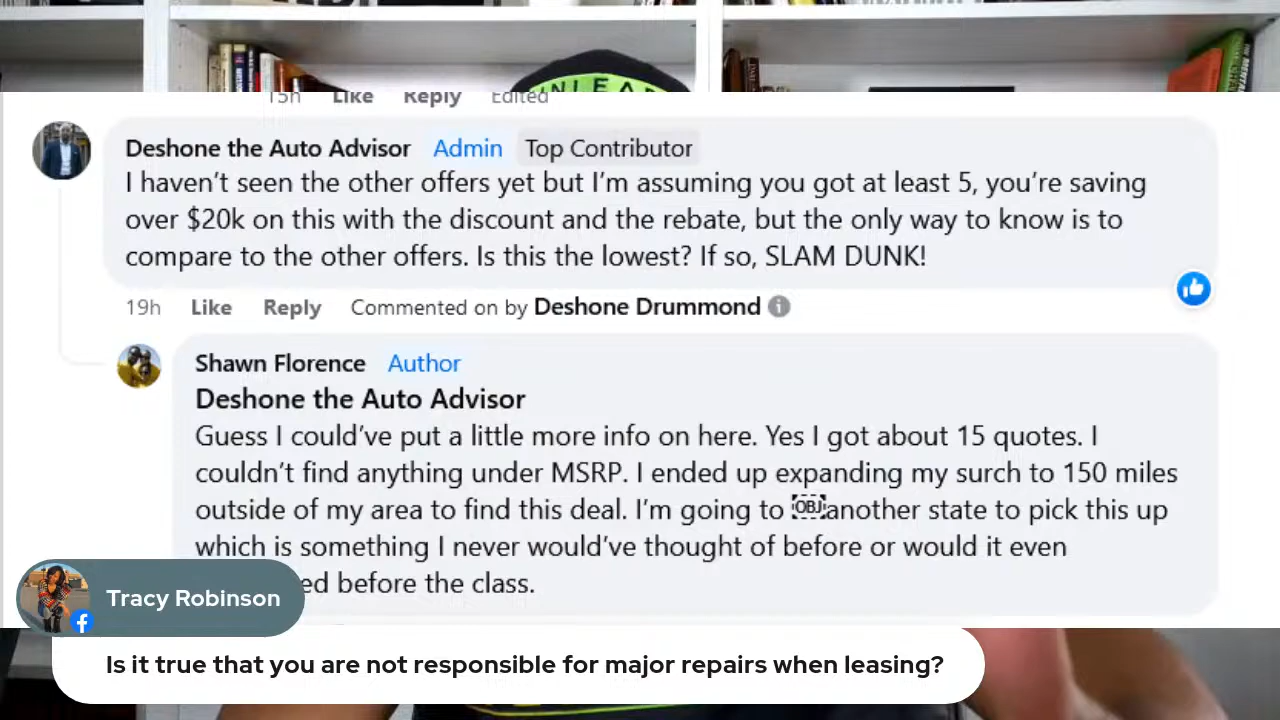 UNLEA
15h Like Reply Edited
Deshone the Auto Advisor Admin Top Contributor
I haven't seen the other offers yet but I'm assuming you got at least 5, you're saving
over $20k on this with the discount and the rebate, but the only way to know is to
compare to the other offers. Is this the lowest? If so, SLAM DUNK!
19h Like Reply Commented on by Deshone Drummond
Shawn Florence Author
Deshone the Auto Advisor
Guess I could've put a little more info on here. Yes I got about 15 quotes. I
couldn't find anything under MSRP. I ended up expanding my surch to 150 miles
outside of my area to find this deal. I'm going to OBJ another state to pick this up
which is something I never would've thought of before or would it even
ed before the class.
Tracy Robinson
Is it true that you are not responsible for major repairs when leasing?